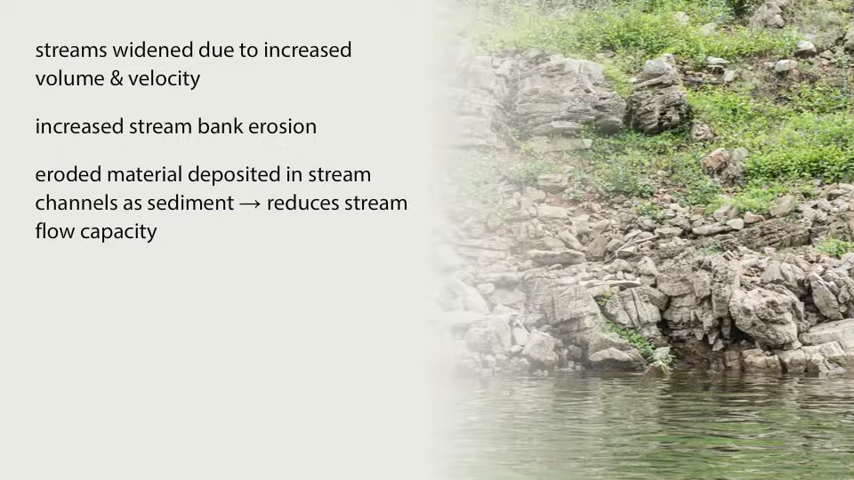 streams widened due to increased
volume & velocity
increased stream bank erosion
eroded material deposited in stream
channels as sediment → reduces stream
flow capacity